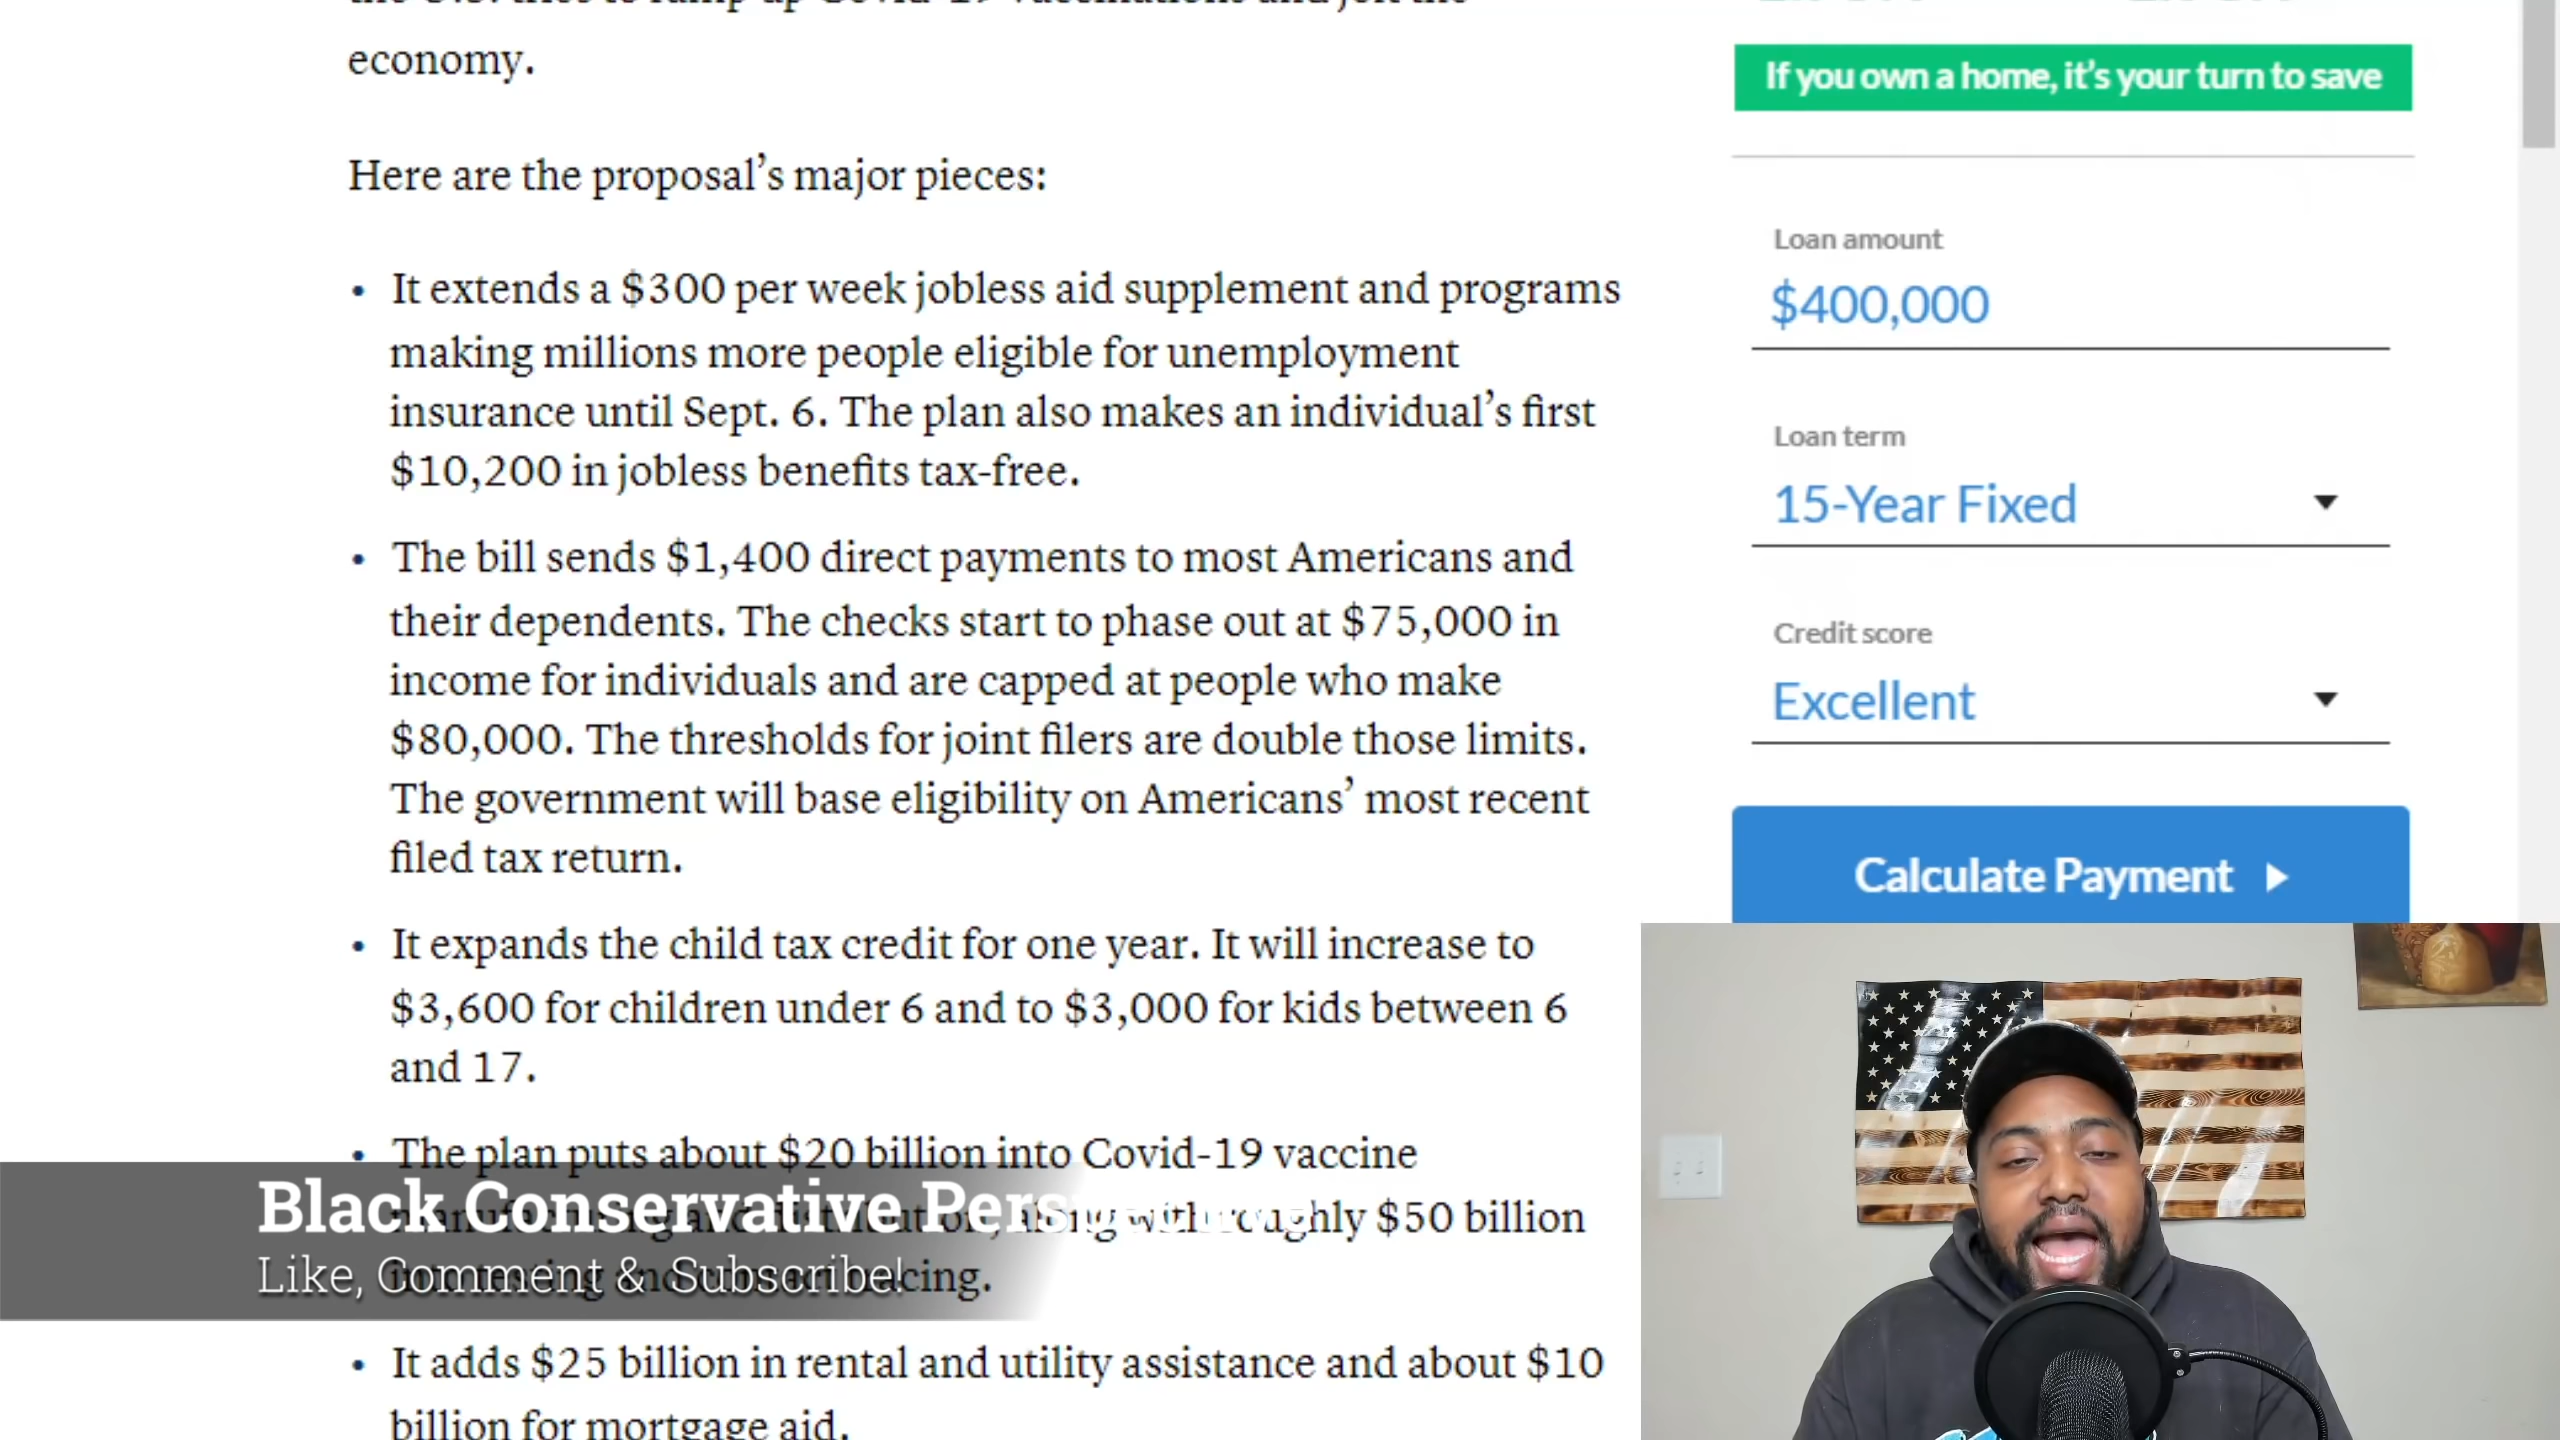 economy.
Here are the proposal's major pieces:
• It extends a $300 per week jobless aid supplement and programs
making millions more people eligible for unemployment
insurance until Sept. 6. The plan also makes an individual's first
$10,200 in jobless benefits tax-free.
• The bill sends $1,400 direct payments to most Americans and
their dependents. The checks start to phase out at $75,000 in
income for individuals and are capped at people who make
$80,000. The thresholds for joint filers are double those limits.
The government will base eligibility on Americans' most recent
filed tax return.
• It expands the child tax credit for one year. It will increase to
$3,600 for children under 6 and to $3,000 for kids between 6
and 17.
• The plan puts about $20 billion into Covid-19 vaccine
along with roughly $50 billion
• It adds $25 billion in rental and utility assistance and about $10
billion for mortgage aid.
Black Conservative Perspective
Like, Comment & Subscribe!
If you own a home, it's your turn to save
Loan amount
$400,000
Loan term
15-Year Fixed
Credit score
Excellent
Calculate Payment